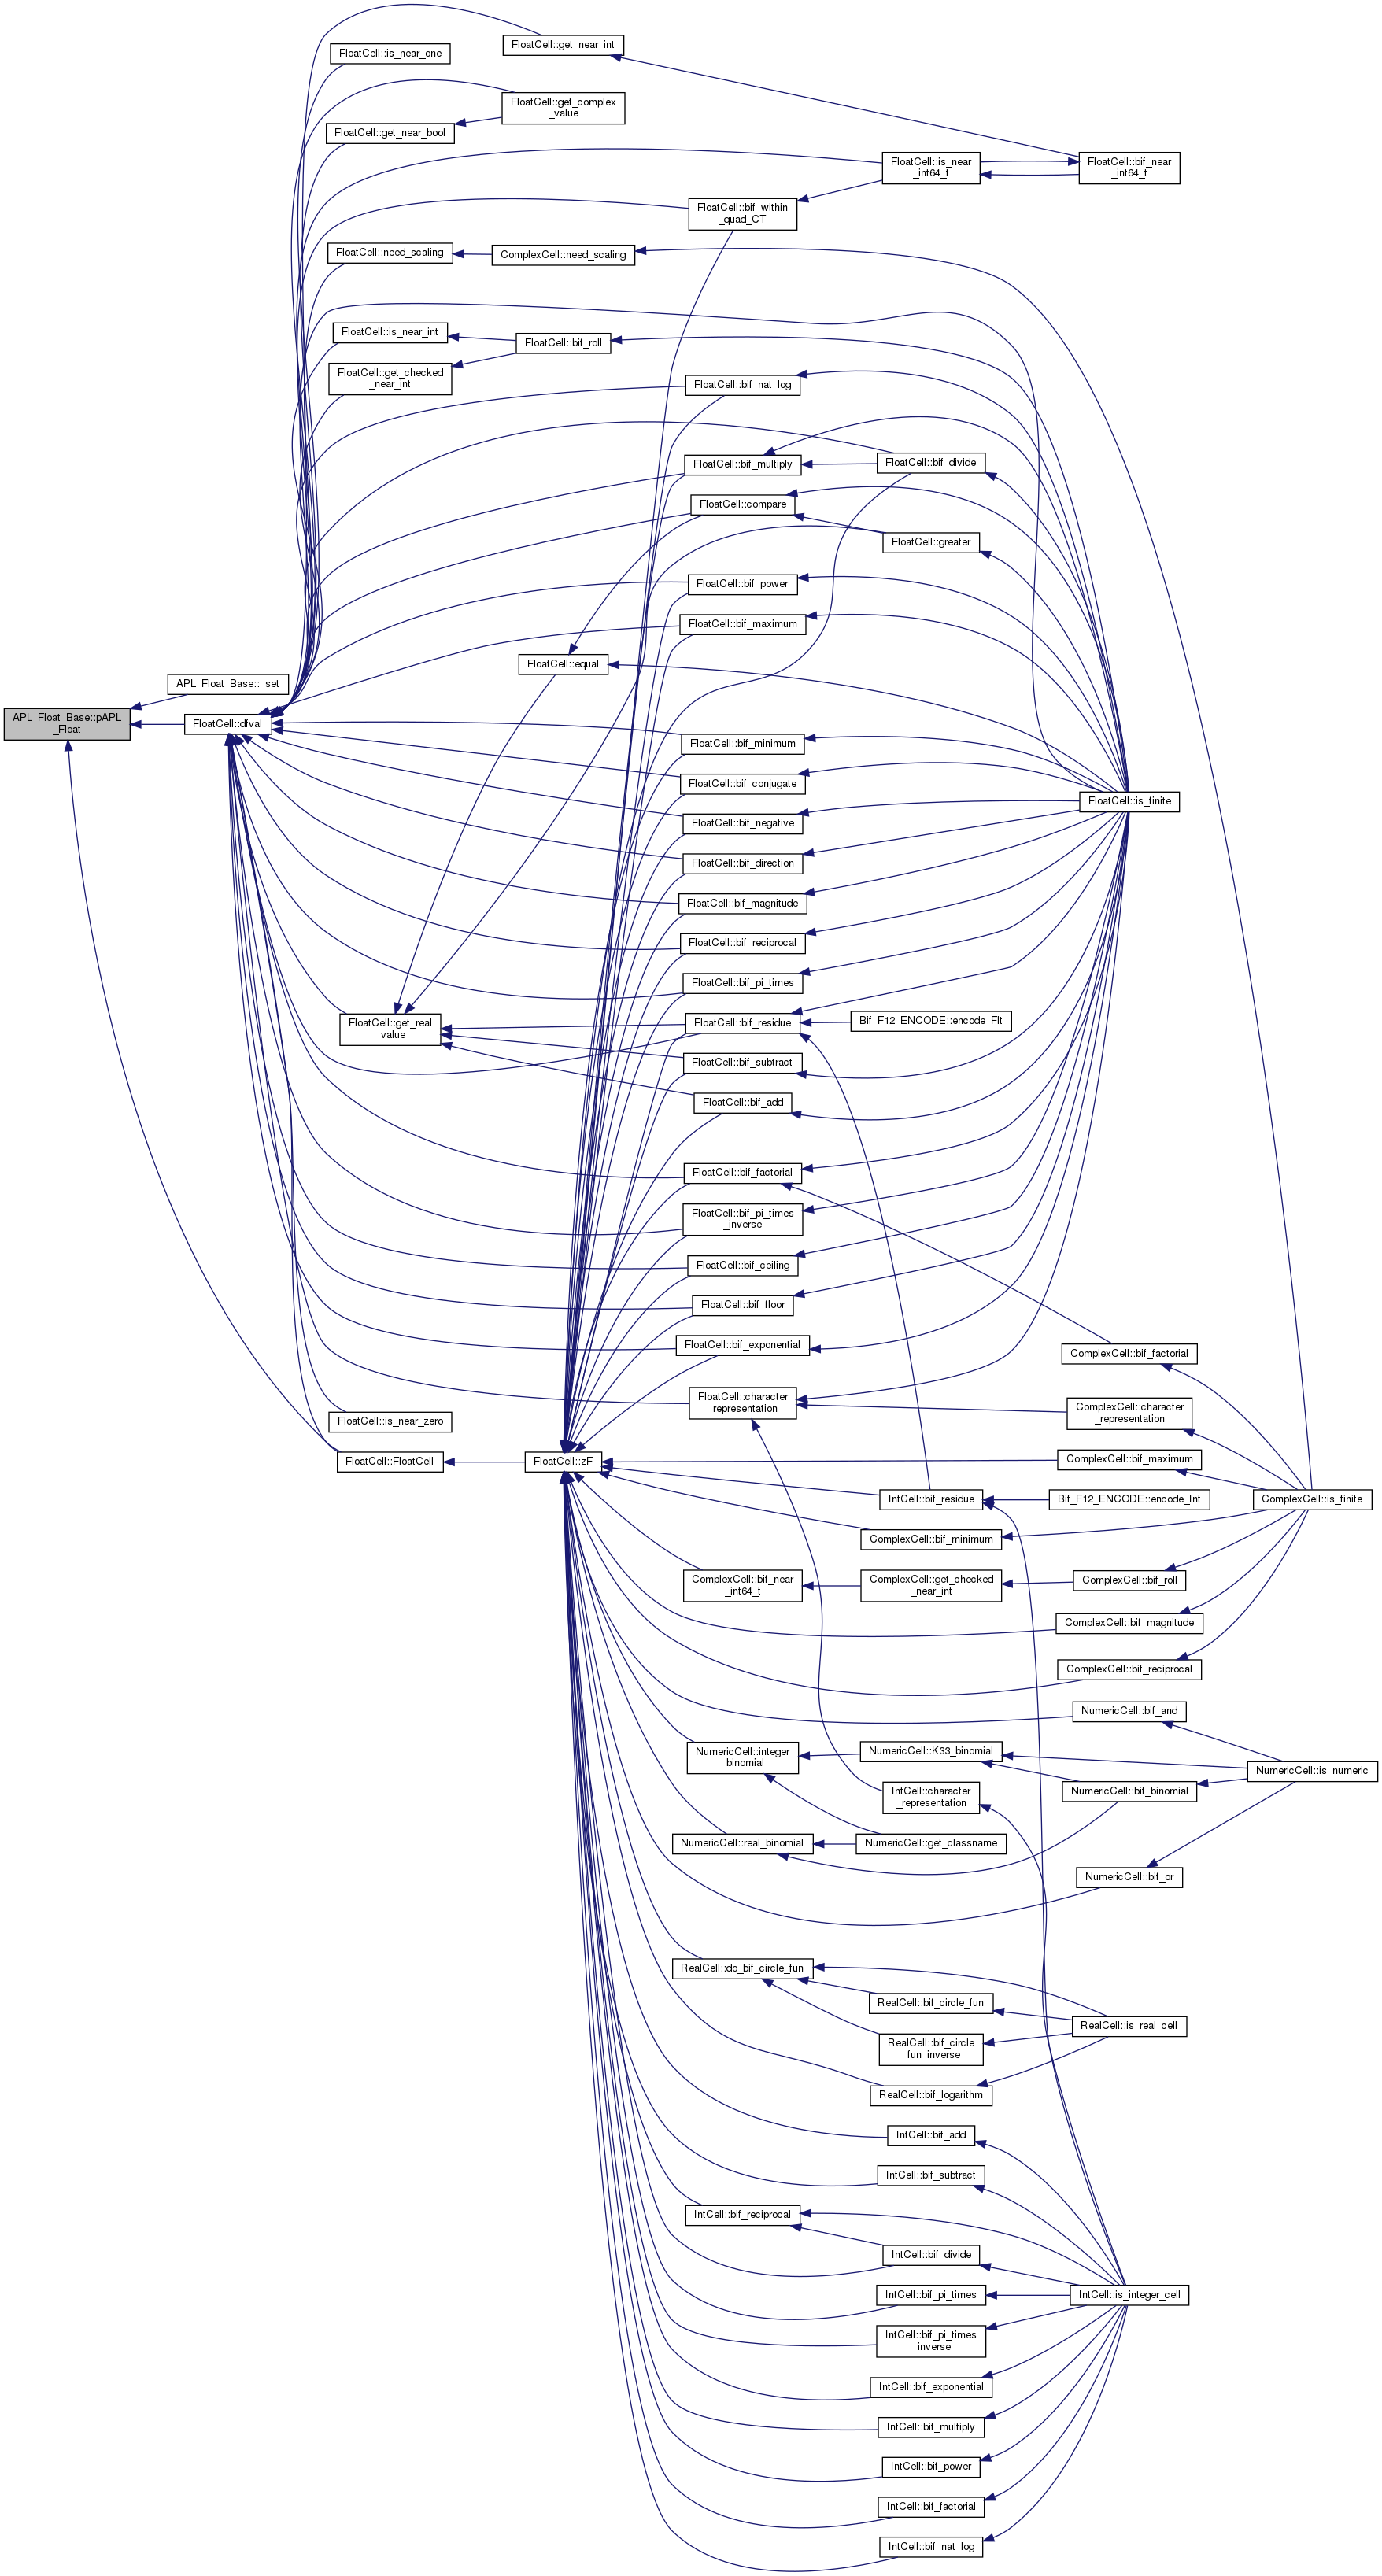 FloatCell::get_near_int
FloatCell::is_near_one
FloatCell::get_complex
_value
FloatCell::get_near_bool
FloatCell::is_near
_int64_t
FloatCell::bif_near
_int64_t
FloatCell::bif_within
_quad_CT
FloatCell::need_scaling
ComplexCell::need_scaling
FloatCell::is_near_int
FloatCell::bif_roll
FloatCell::get_checked
_near_int
FloatCell::bif_nat_log
FloatCell::bif_multiply
FloatCell::bif_divide
FloatCell::compare
FloatCell::greater
FloatCell::bif_power
FloatCell::bif_maximum
FloatCell::equal
APL_Float_Base::_set
APL_Float_Base::pAPL
_Float
FloatCell::dfval
FloatCell::bif_minimum
FloatCell::bif_conjugate
FloatCell::is_finite
FloatCell::bif_negative
FloatCell::bif_direction
FloatCell::bif_magnitude
FloatCell::bif_reciprocal
FloatCell::bif_pi_times
FloatCell::get_real
_value
FloatCell::bif_residue
Bif_F12_ENCODE::encode_Flt
FloatCell::bif_subtract
FloatCell::bif_add
FloatCell::bif_factorial
FloatCell::bif_pi_times
_inverse
FloatCell::bif_ceiling
FloatCell::bif_floor
FloatCell::bif_exponential
ComplexCell::bif_factorial
FloatCell::character
_representation
ComplexCell::character
_representation
FloatCell::is_near_zero
FloatCell::FloatCell
FloatCell::zF
ComplexCell::bif_maximum
IntCell::bif_residue
Bif_F12_ENCODE::encode_Int
ComplexCell::is_finite
ComplexCell::bif_minimum
ComplexCell::bif_near
_int64_t
ComplexCell::get_checked
_near_int
ComplexCell::bif_roll
ComplexCell::bif_magnitude
ComplexCell::bif_reciprocal
NumericCell::bif_and
NumericCell::integer
_binomial
NumericCell::K33_binomial
NumericCell::is_numeric
NumericCell::bif_binomial
IntCell::character
_representation
NumericCell::real_binomial
NumericCell::get_classname
NumericCell::bif_or
RealCell::do_bif_circle_fun
RealCell::bif_circle_fun
RealCell::is_real_cell
RealCell::bif_circle
_fun_inverse
RealCell::bif_logarithm
IntCell::bif_add
IntCell::bif_subtract
IntCell::bif_reciprocal
IntCell::bif_divide
IntCell::bif_pi_times
IntCell::is_integer_cell
IntCell::bif_pi_times
_inverse
IntCell::bif_exponential
IntCell::bif_multiply
IntCell::bif_power
IntCell::bif_factorial
IntCell::bif_nat_log